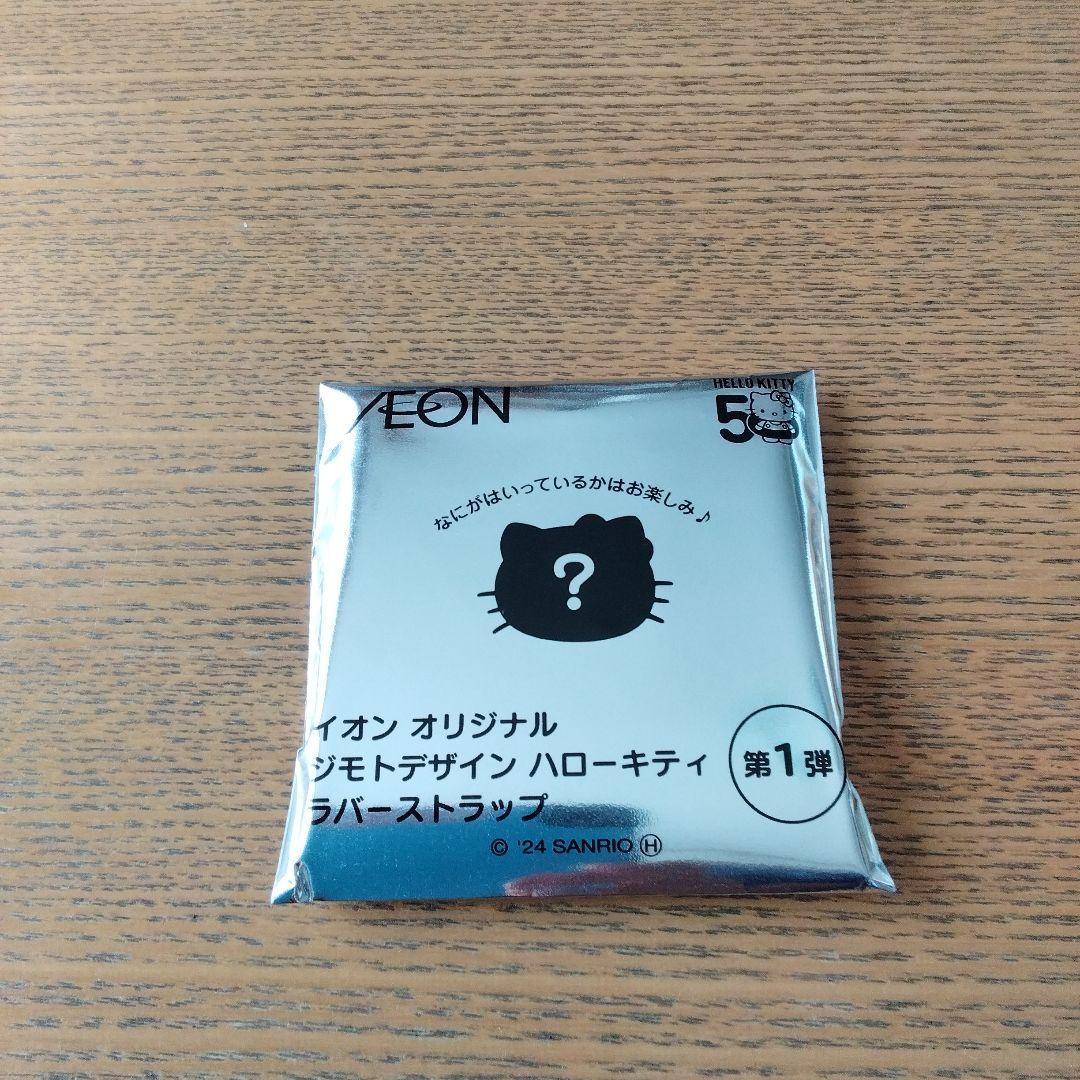 ÆON
HELLO KITTY
50
なにがはいっているかはお楽しみ♪
?
イオン オリジナル
ジモトデザイン ハローキティ
ラバーストラップ
第1弾
© '24 SANRIO Ⓗ